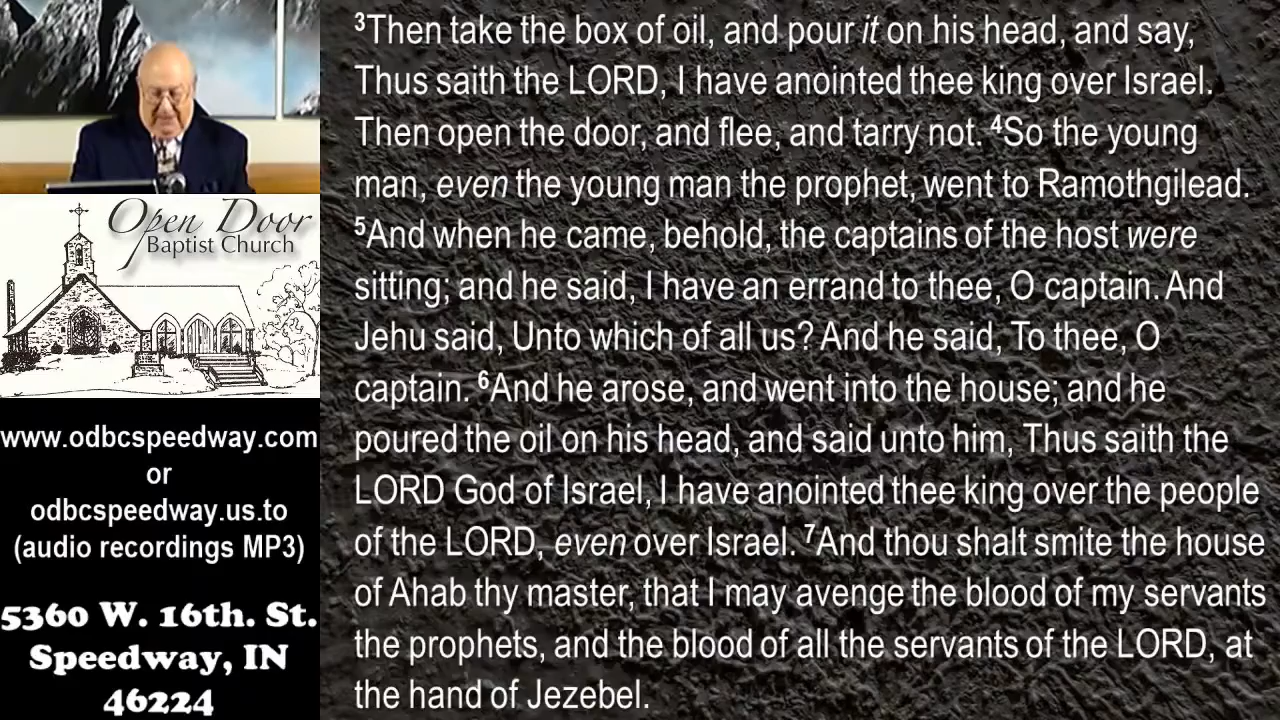 Open Door
Baptist Church
www.odbcspeedway.com
or
odbcspeedway.us.to
(audio recordings MP3)
5360 W. 16th. St.
Speedway, IN
46224
³Then take the box of oil, and pour it on his head, and say,
Thus saith the LORD, I have anointed thee king over Israel.
Then open the door, and flee, and tarry not. ⁴So the young
man, even the young man the prophet, went to Ramothgilead.
⁵And when he came, behold, the captains of the host were
sitting; and he said, I have an errand to thee, O captain. And
Jehu said, Unto which of all us? And he said, To thee, O
captain. ⁶And he arose, and went into the house; and he
poured the oil on his head, and said unto him, Thus saith the
LORD God of Israel, I have anointed thee king over the people
of the LORD, even over Israel. ⁷And thou shalt smite the house
of Ahab thy master, that I may avenge the blood of my servants
the prophets, and the blood of all the servants of the LORD, at
the hand of Jezebel.